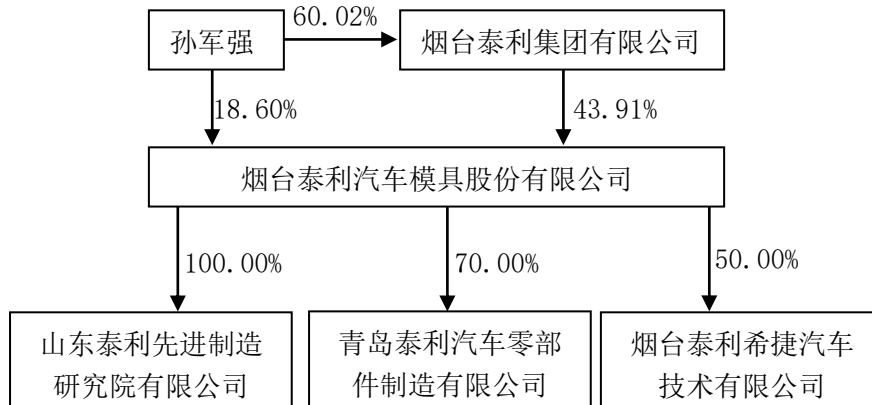 60.02%
孙军强
烟台泰利集团有限公司
18.60%
43.91%
烟台泰利汽车模具股份有限公司
100.00%
70.00%
50.00%
山东泰利先进制造
研究院有限公司
青岛泰利汽车零部
件制造有限公司
烟台泰利希捷汽车
技术有限公司